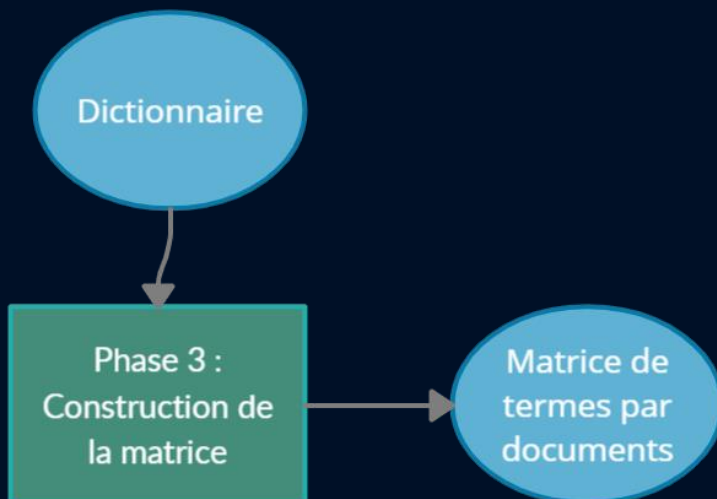 Dictionnaire
Phase 3 :
Construction de
la matrice
Matrice de
termes par
documents